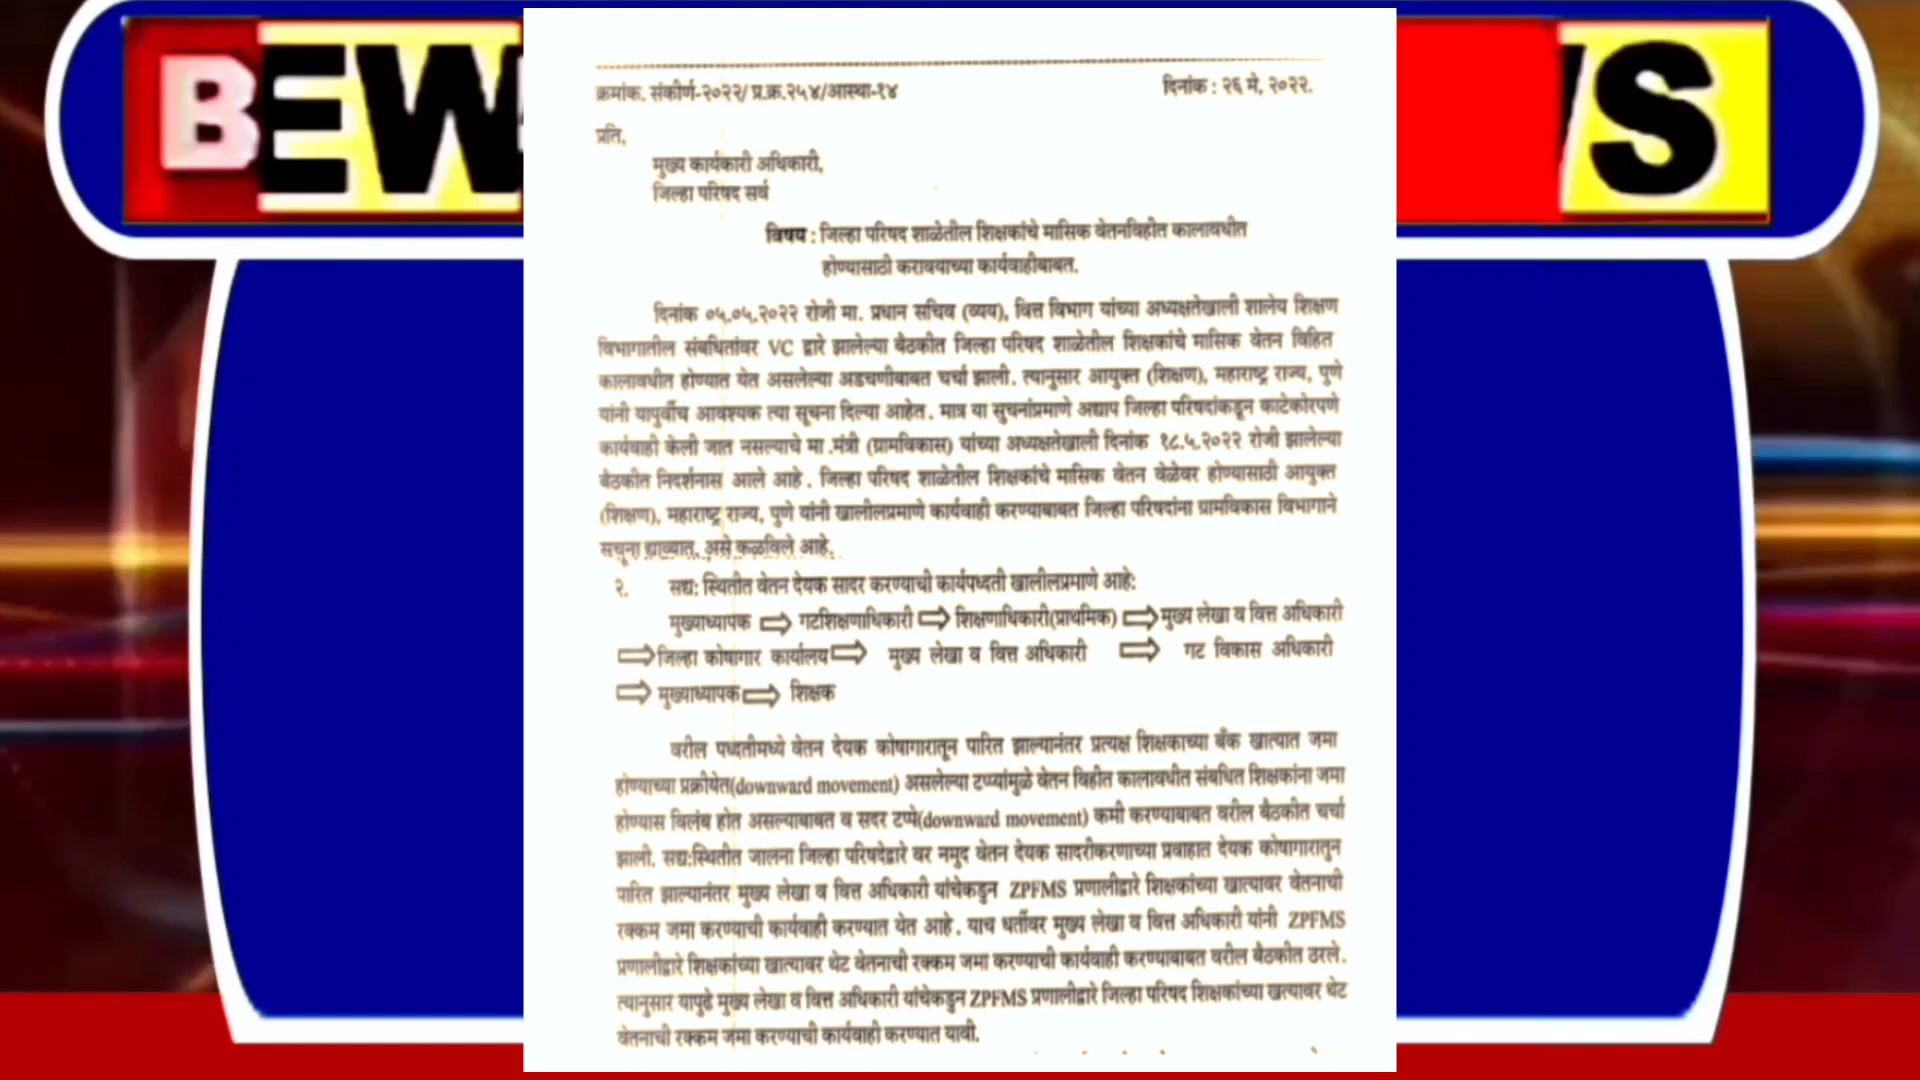 BEW
S
क्रमांक. संकीर्ण-२०२२/ प्र.क्र.२५४/आस्था-१४
दिनांक : २६ मे, २०२२.
प्रति,
मुख्य कार्यकारी अधिकारी,
जिल्हा परिषद सर्व
विषय : जिल्हा परिषद शाळेतील शिक्षकांचे मासिक वेतनविहीत कालावधीत
होण्यासाठी करावयाच्या कार्यवाहीबाबत.
दिनांक ०५.०५.२०२२ रोजी मा. प्रधान सचिव (व्यय), वित्त विभाग यांच्या अध्यक्षतेखाली शालेय शिक्षण
विभागातील संबधितांवर VC द्वारे झालेल्या बैठकीत जिल्हा परिषद शाळेतील शिक्षकांचे मासिक वेतन विहित
कालावधीत होण्यात येत असलेल्या अडचणीबाबत चर्चा झाली. त्यानुसार आयुक्त (शिक्षण), महाराष्ट्र राज्य, पुणे
यांनी यापुर्वीच आवश्यक त्या सूचना दिल्या आहेत. मात्र या सुचनांप्रमाणे अद्याप जिल्हा परिषदांकडून काटेकोरपणे
कार्यवाही केली जात नसल्याचे मा .मंत्री (ग्रामविकास) यांच्या अध्यक्षतेखाली दिनांक १८.५.२०२२ रोजी झालेल्या
बैठकीत निदर्शनास आले आहे. जिल्हा परिषद शाळेतील शिक्षकांचे मासिक वेतन वेळेवर होण्यासाठी आयुक्त
(शिक्षण), महाराष्ट्र राज्य, पुणे यांनी खालीलप्रमाणे कार्यवाही करण्याबाबत जिल्हा परिषदांना ग्रामविकास विभागाने
सूचना द्याव्यात, असे कळविले आहे.
२. सद्य: स्थितीत वेतन देयक सादर करण्याची कार्यपध्दती खालीलप्रमाणे आहे:
मुख्याध्यापक ⇨ गटशिक्षणाधिकारी ⇨ शिक्षणाधिकारी(प्राथमिक) ⇨ मुख्य लेखा व वित्त अधिकारी
⇨ जिल्हा कोषागार कार्यालय ⇨ मुख्य लेखा व वित्त अधिकारी ⇨ गट विकास अधिकारी
⇨ मुख्याध्यापक ⇨ शिक्षक
वरील पध्दतीमध्ये वेतन देयक कोषागारातून पारित झाल्यानंतर प्रत्यक्ष शिक्षकाच्या बँक खात्यात जमा
होण्याच्या प्रक्रीयेत(downward movement) असलेल्या टप्प्यांमुळे वेतन विहीत कालावधीत संबधित शिक्षकांना जमा
होण्यास विलंब होत असल्याबाबत व सदर टप्पे(downward movement) कमी करण्याबाबत वरील बैठकीत चर्चा
झाली. सद्य:स्थितीत जालना जिल्हा परिषदेद्वारे वर नमुद वेतन देयक सादरीकरणाच्या प्रवाहात देयक कोषागारातुन
पारित झाल्यानंतर मुख्य लेखा व वित्त अधिकारी यांचेकडुन ZPFMS प्रणालीद्वारे शिक्षकांच्या खात्यावर वेतनाची
रक्कम जमा करण्याची कार्यवाही करण्यात येत आहे. याच धर्तीवर मुख्य लेखा व वित्त अधिकारी यांनी ZPFMS
प्रणालीद्वारे शिक्षकांच्या खात्यावर थेट वेतनाची रक्कम जमा करण्याची कार्यवाही करण्याबाबत वरील बैठकीत ठरले.
त्यानुसार यापुढे मुख्य लेखा व वित्त अधिकारी यांचेकडुन ZPFMS प्रणालीद्वारे जिल्हा परिषद शिक्षकांच्या खत्यावर थेट
वेतनाची रक्कम जमा करण्याची कार्यवाही करण्यात यावी.